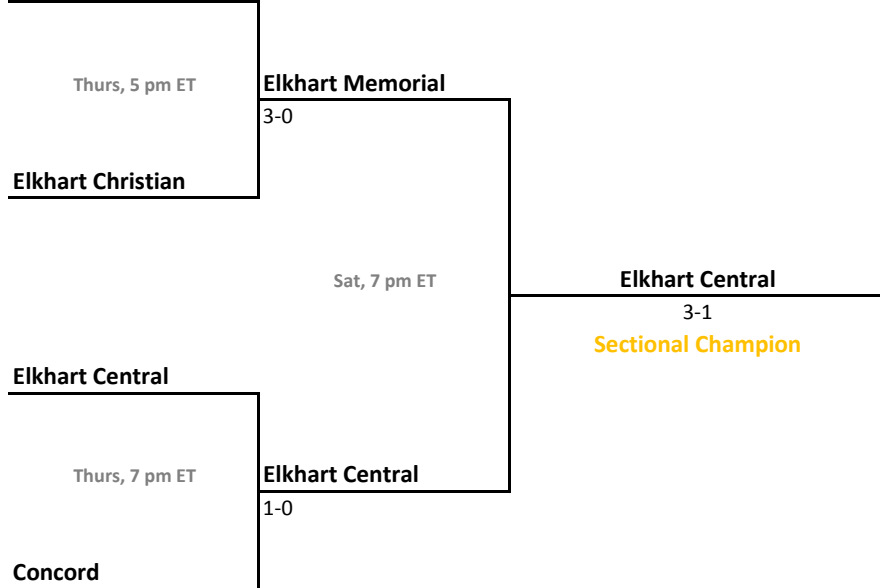 Thurs, 5 pm ET
Elkhart Memorial
3-0
Elkhart Christian
Sat, 7 pm ET
Elkhart Central
3-1
Sectional Champion
Elkhart Central
Thurs, 7 pm ET
Elkhart Central
1-0
Concord